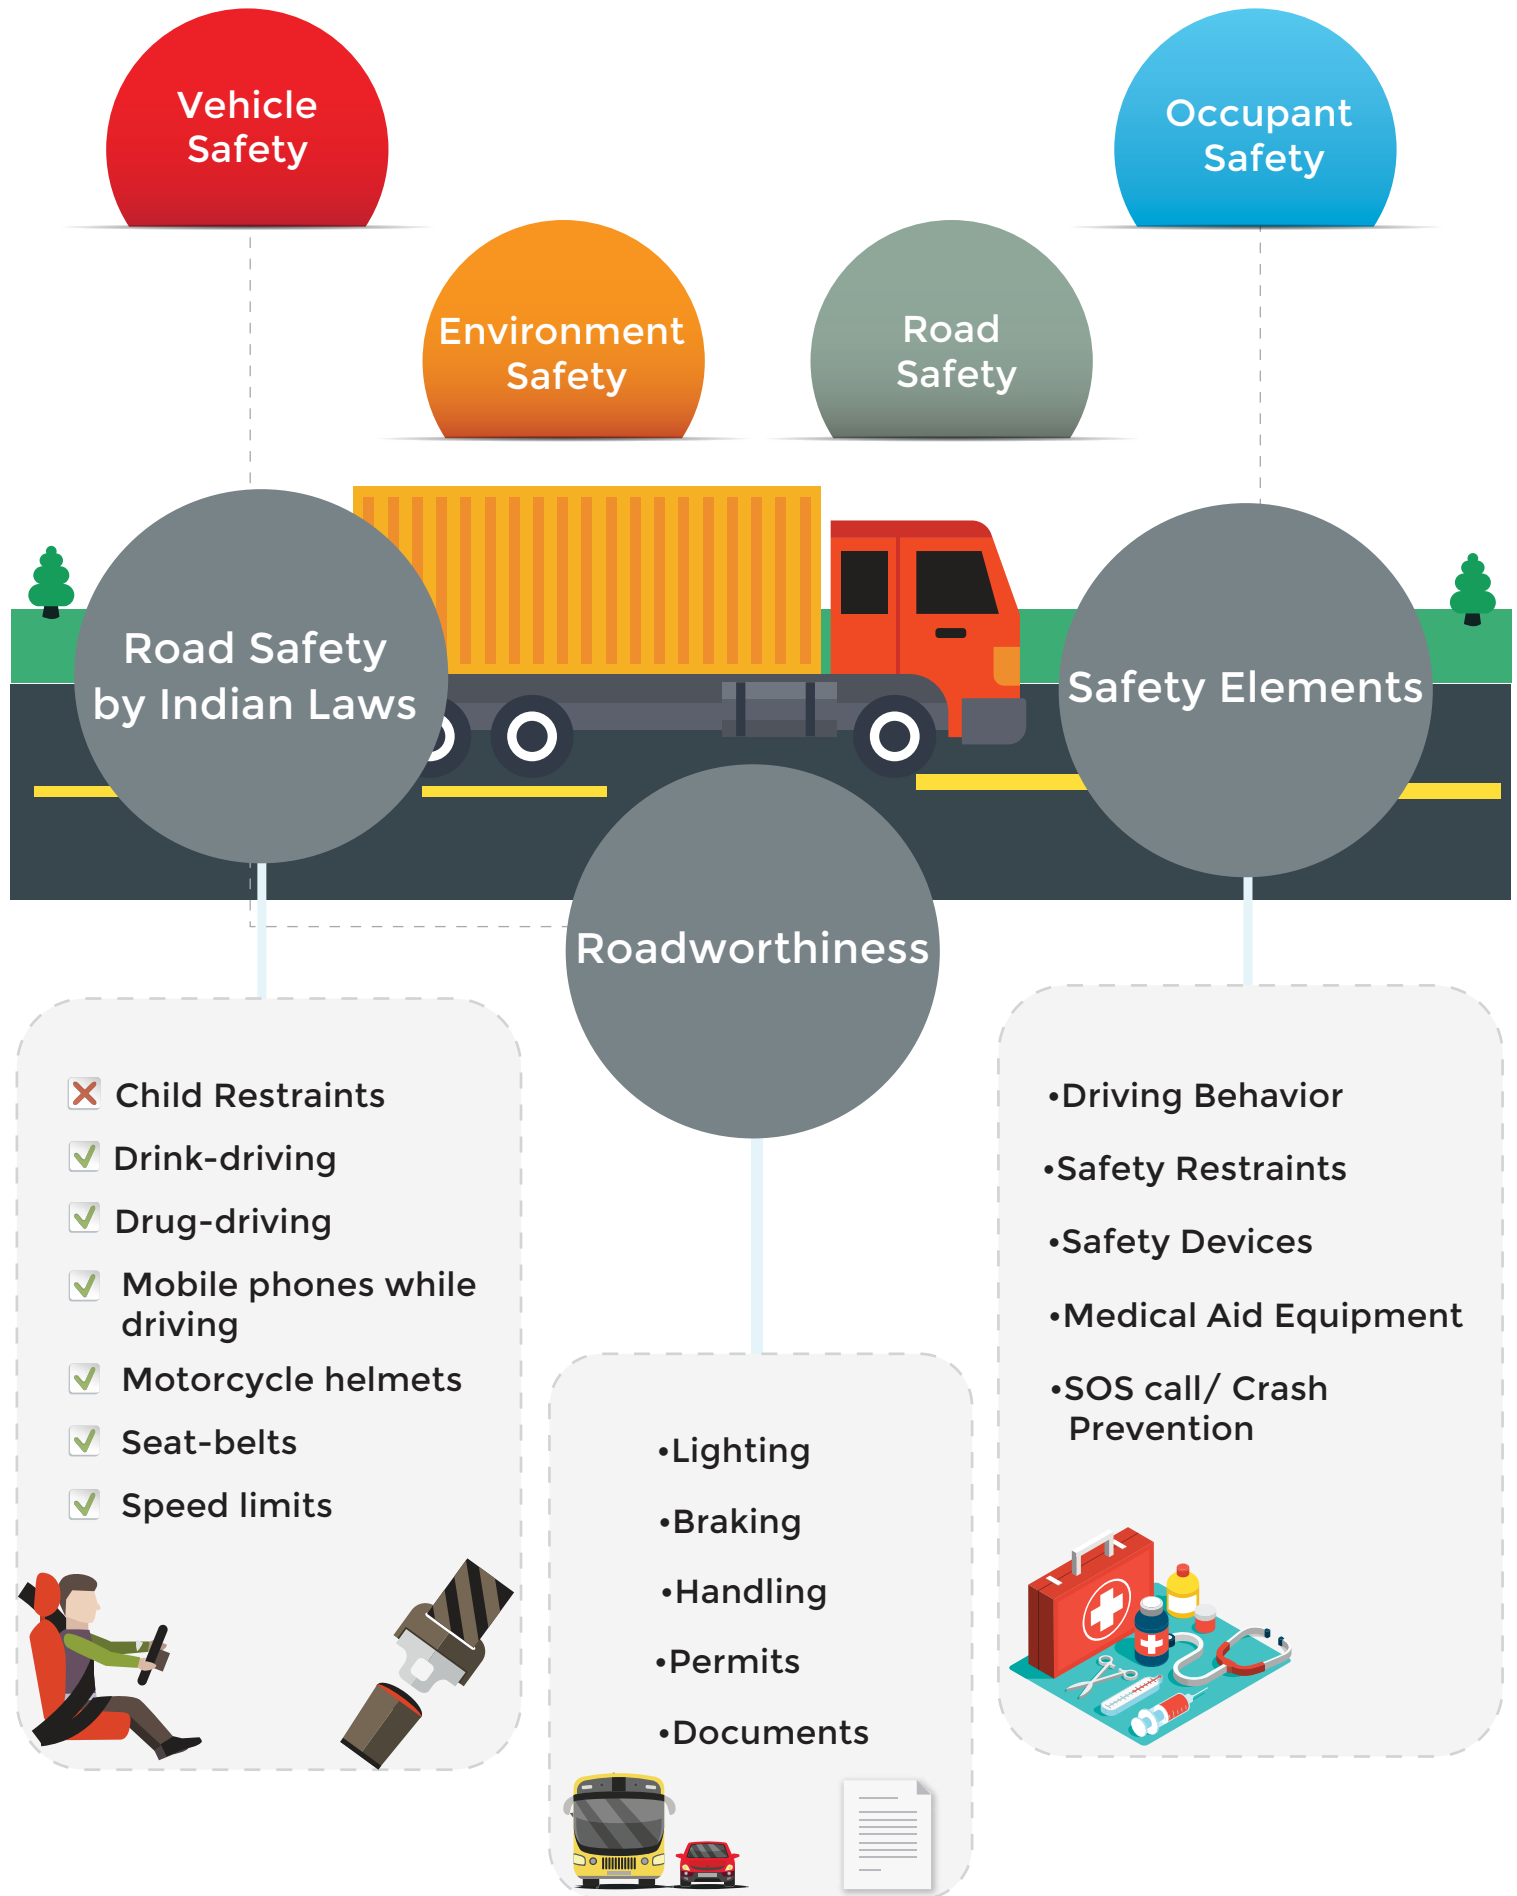 Vehicle
Safety
Occupant
Safety
Environment
Safety
Road
Safety
Road Safety
by Indian Laws
Safety Elements
Roadworthiness
Child Restraints
Drink-driving
Drug-driving
Mobile phones while
driving
Motorcycle helmets
Seat-belts
Speed limits
•Lighting
•Braking
•Handling
•Permits
•Documents
•Driving Behavior
•Safety Restraints
•Safety Devices
•Medical Aid Equipment
•SOS call/ Crash
Prevention